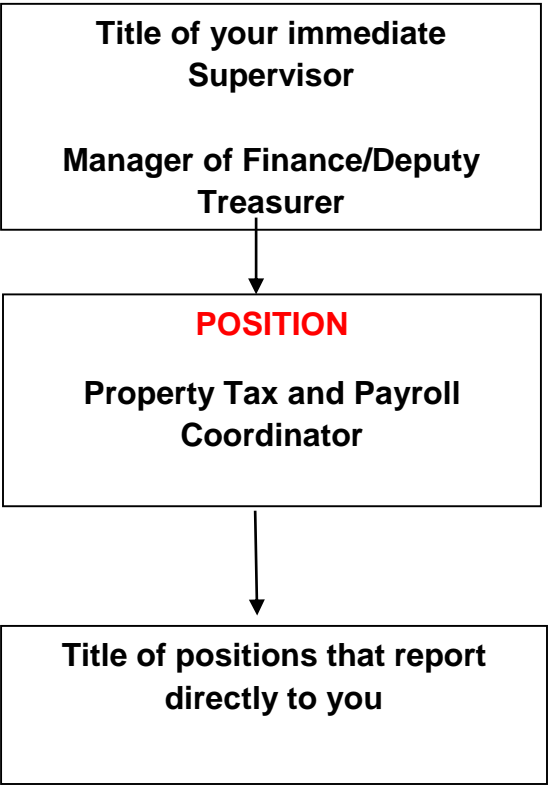 Title of your immediate
Supervisor
Manager of Finance/Deputy
Treasurer
POSITION
Property Tax and Payroll
Coordinator
Title of positions that report
directly to you